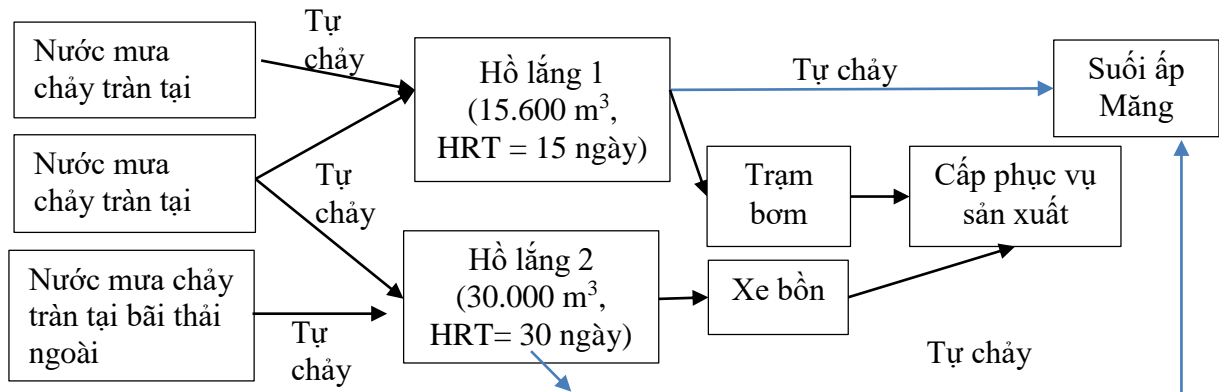 Nước mưa
chảy tràn tại
Tự
chảy
Hồ lắng 1
(15.600 m³,
HRT = 15 ngày)
Tự chảy
Suối ấp
Măng
Nước mưa
chảy tràn tại
Tự
chảy
Trạm
bơm
Cấp phục vụ
sản xuất
Nước mưa chảy
tràn tại bãi thải
ngoài
Tự
chảy
Hồ lắng 2
(30.000 m³,
HRT= 30 ngày)
Xe bồn
Tự chảy